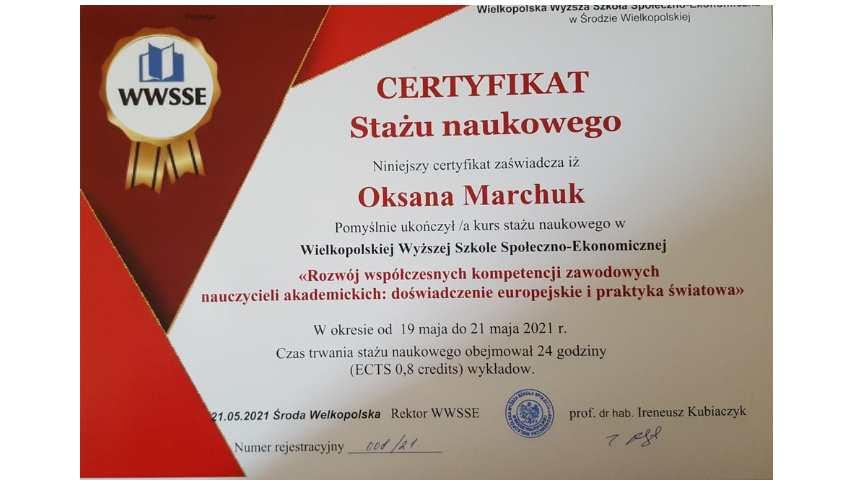 Wielkopolska Wyższa Szkoła Społeczno-Ekonomiczna
w Środzie Wielkopolskiej
WWSSE
CERTYFIKAT
Stażu naukowego
Niniejszy certyfikat zaświadcza iż
Oksana Marchuk
Pomyślnie ukończył /a kurs stażu naukowego w
Wielkopolskiej Wyższej Szkole Społeczno-Ekonomicznej
«Rozwój współczesnych kompetencji zawodowych
nauczycieli akademickich: doświadczenie europejskie i praktyka światowa»
W okresie od 19 maja do 21 maja 2021 r.
Czas trwania stażu naukowego obejmował 24 godziny
(ECTS 0,8 credits) wykładow.
21.05.2021 Środa Welkopolska Rektor WWSSE prof. dr hab. Ireneusz Kubiaczyk
Numer rejestracyjny 001/21